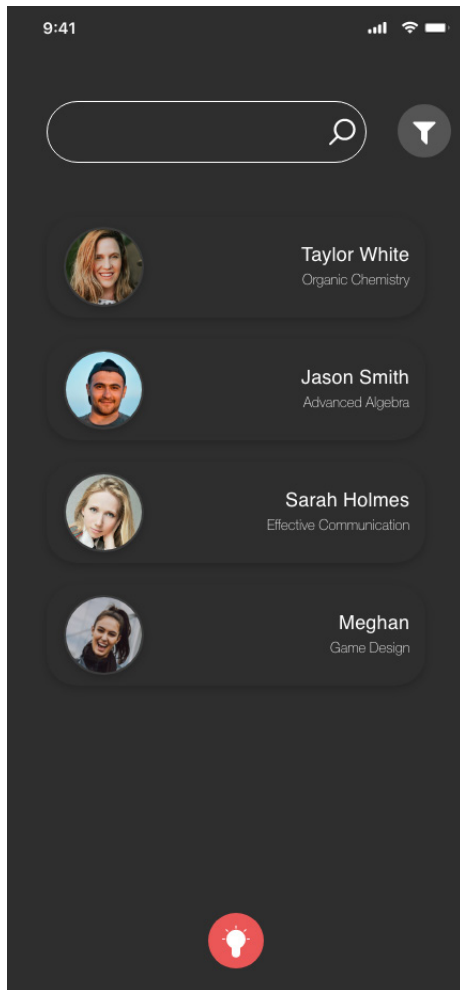 9:41
Taylor White
Organic Chemistry
Jason Smith
Advanced Algebra
Sarah Holmes
Effective Communication
Meghan
Game Design